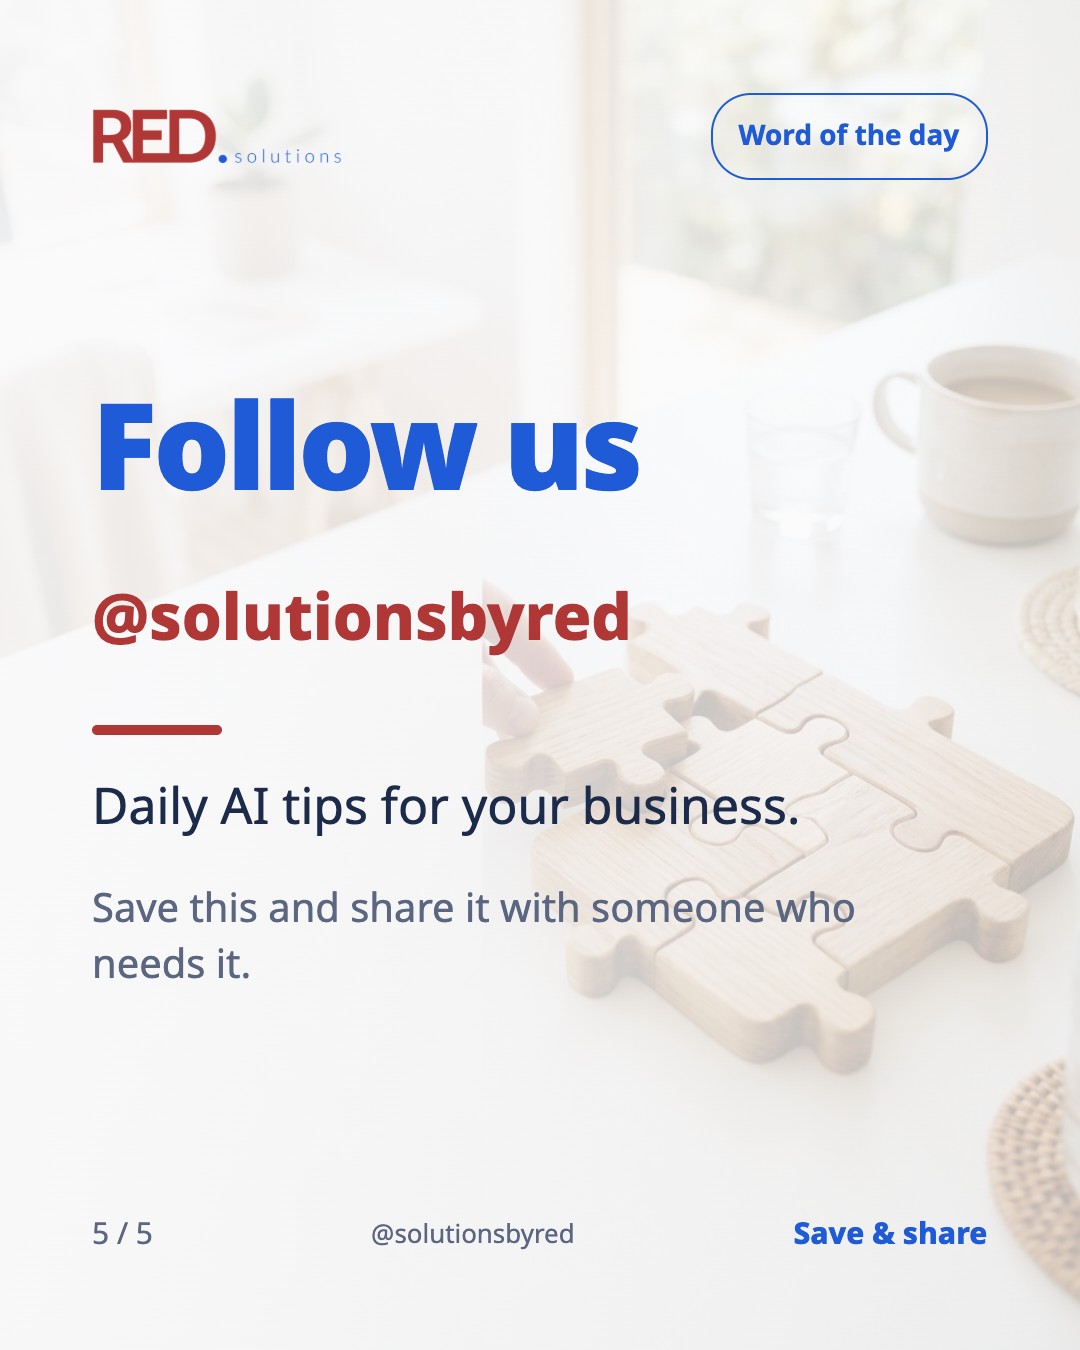 RED.solutions
Word of the day
Follow us
@solutionsbyred
Daily AI tips for your business.
Save this and share it with someone who
needs it.
5 / 5
@solutionsbyred
Save & share